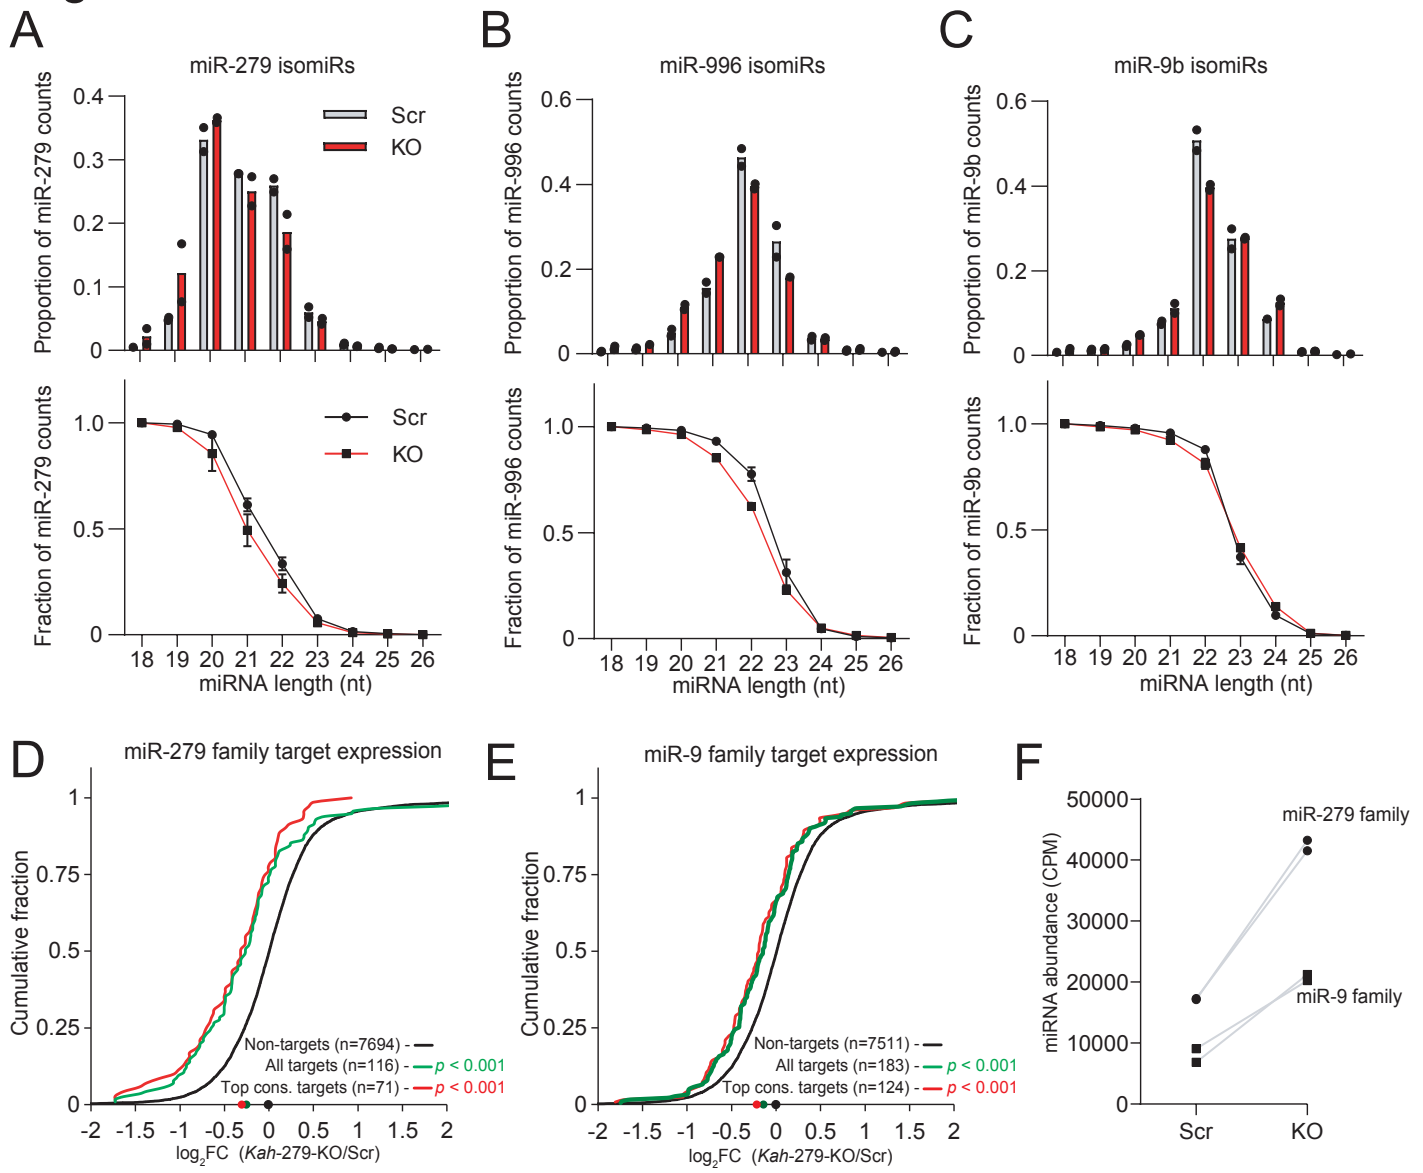 A
miR-279 isomiRs
Proportion of miR-279 counts
0.4
0.3
0.2
0.1
0
Scr
KO
Fraction of miR-279 counts
1.0
0.5
0
Scr
KO
18 19 20 21 22 23 24 25 26
miRNA length (nt)
B
miR-996 isomiRs
Proportion of miR-996 counts
0.6
0.4
0.2
0
Fraction of miR-996 counts
1.0
0.5
0
18 19 20 21 22 23 24 25 26
miRNA length (nt)
C
miR-9b isomiRs
Proportion of miR-9b counts
0.6
0.4
0.2
0
Fraction of miR-9b counts
1.0
0.5
0
18 19 20 21 22 23 24 25 26
miRNA length (nt)
D
miR-279 family target expression
Cumulative fraction
1
0.75
0.5
0.25
0
Non-targets (n=7694) -
All targets (n=116) - p < 0.001
Top cons. targets (n=71) - p < 0.001
-2 -1.5 -1 -0.5 0 0.5 1 1.5 2
log2FC (Kah-279-KO/Scr)
E
miR-9 family target expression
Cumulative fraction
1
0.75
0.5
0.25
0
Non-targets (n=7511) -
All targets (n=183) - p < 0.001
Top cons. targets (n=124) - p < 0.001
-2 -1.5 -1 -0.5 0 0.5 1 1.5 2
log2FC (Kah-279-KO/Scr)
F
miRNA abundance (CPM)
50000
40000
30000
20000
10000
0
miR-279 family
miR-9 family
Scr KO